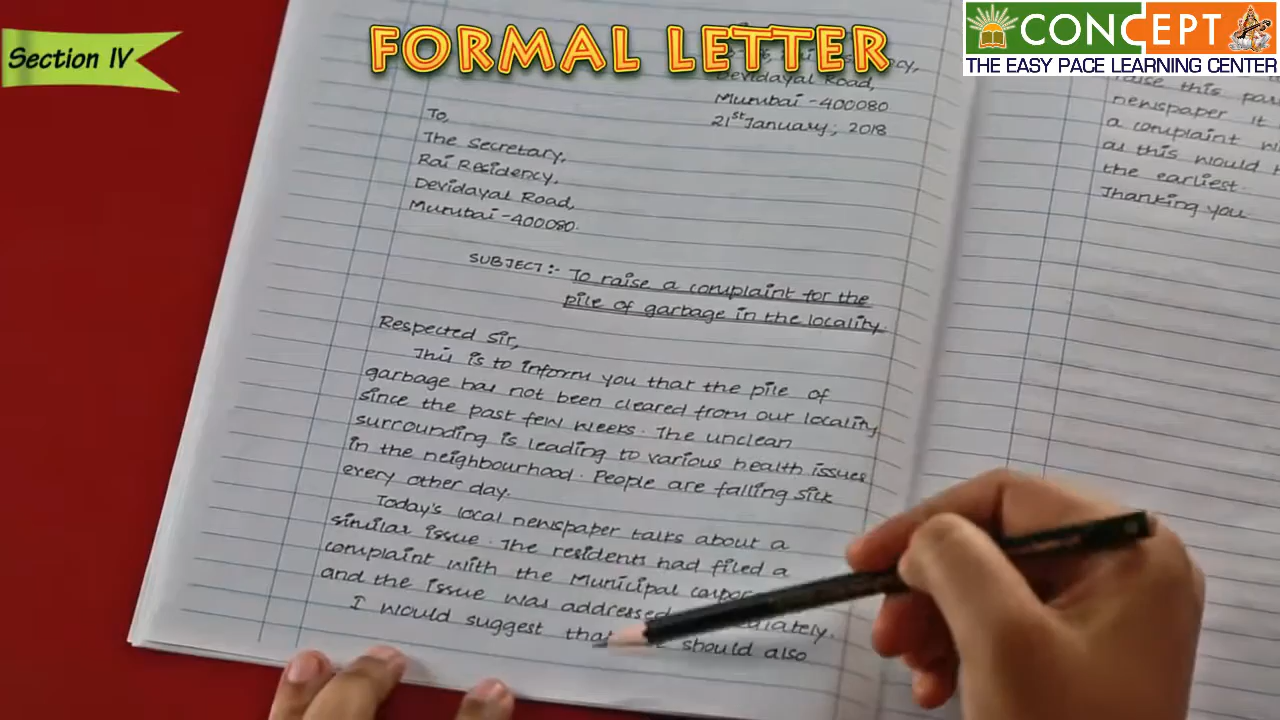 Section IV
FORMAL LETTER
CONCEPT
THE EASY PACE LEARNING CENTER
Devidayal Road,
Mumbai - 400080
21st January, 2018
To,
The Secretary,
Rai Residency,
Devidayal Road,
Mumbai - 400080.
SUBJECT:- To raise a complaint for the
pile of garbage in the locality
Respected Sir,
This is to inform you that the pile of
garbage has not been cleared from our locality
since the past few weeks. The unclean
surrounding is leading to various health issues
in the neighbourhood. People are falling sick
every other day.
Today's local newspaper talks about a
similar issue. The residents had filed a
complaint with the Municipal
and the issue was addressed
I would suggest that should also
raise this
newspaper it
a complaint
as this would
the earliest.
Thanking you